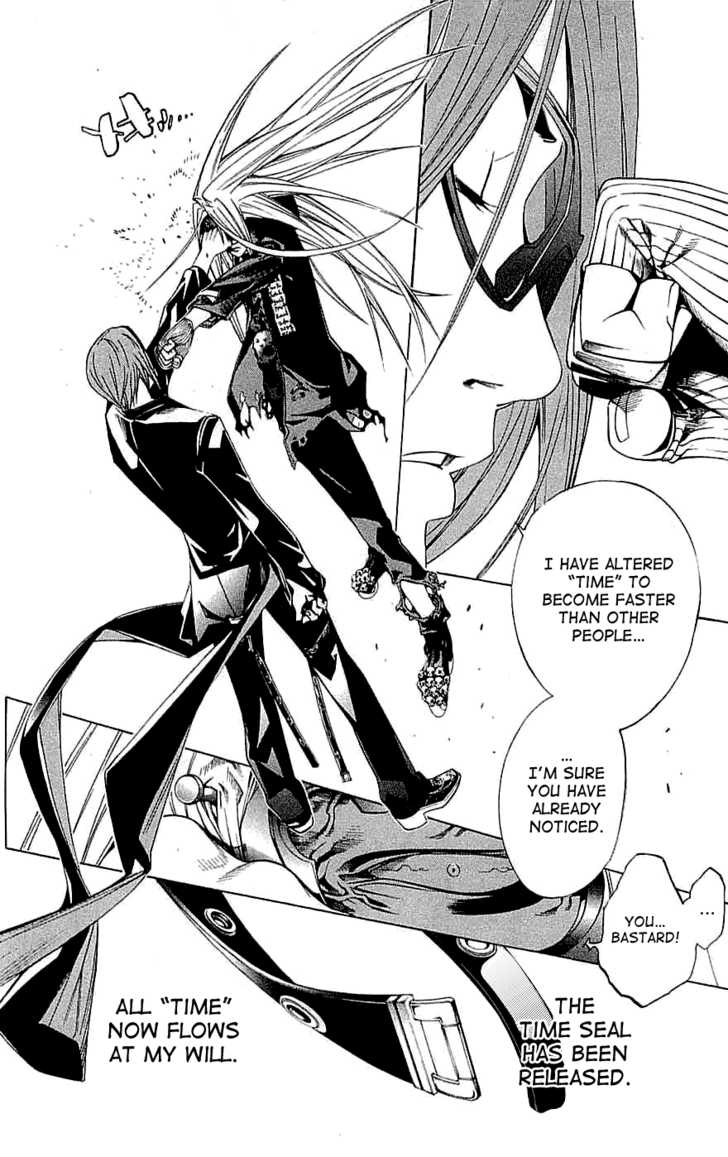 I HAVE ALTERED
"TIME" TO
BECOME FASTER
THAN OTHER
PEOPLE...
...
I'M SURE
YOU HAVE
ALREADY
NOTICED.
...
YOU...
BASTARD!
THE
TIME SEAL
HAS BEEN
RELEASED.
ALL "TIME"
NOW FLOWS
AT MY WILL.